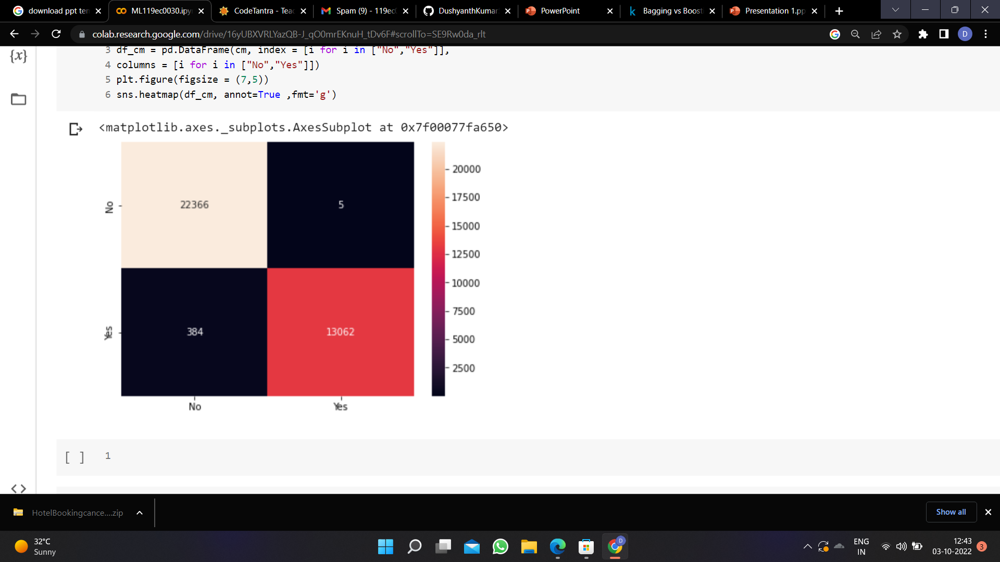 download ppt ten
ML119ec0030.ipy
CodeTantra - Teac
Spam (9) - 119ec
DushyanthKumar
PowerPoint
Bagging vs Boosti
Presentation 1.pp
colab.research.google.com/drive/16yUBXVRLYazQB-J_qO0mrEKnuH_tDv6F#scrollTo=SE9Rw0da_rlt
D
{x}
3 df_cm = pd.DataFrame(cm, index = [i for i in ["No","Yes"]],
4 columns = [i for i in ["No","Yes"]])
5 plt.figure(figsize = (7,5))
6 sns.heatmap(df_cm, annot=True ,fmt='g')
<matplotlib.axes._subplots.AxesSubplot at 0x7f00077fa650>
No
22366
5
Yes
384
13062
No
Yes
20000
17500
15000
12500
10000
7500
5000
2500
[ ]
1
HotelBookingcance....zip
Show all
32°C
Sunny
D
ENG
IN
12:43
03-10-2022
3